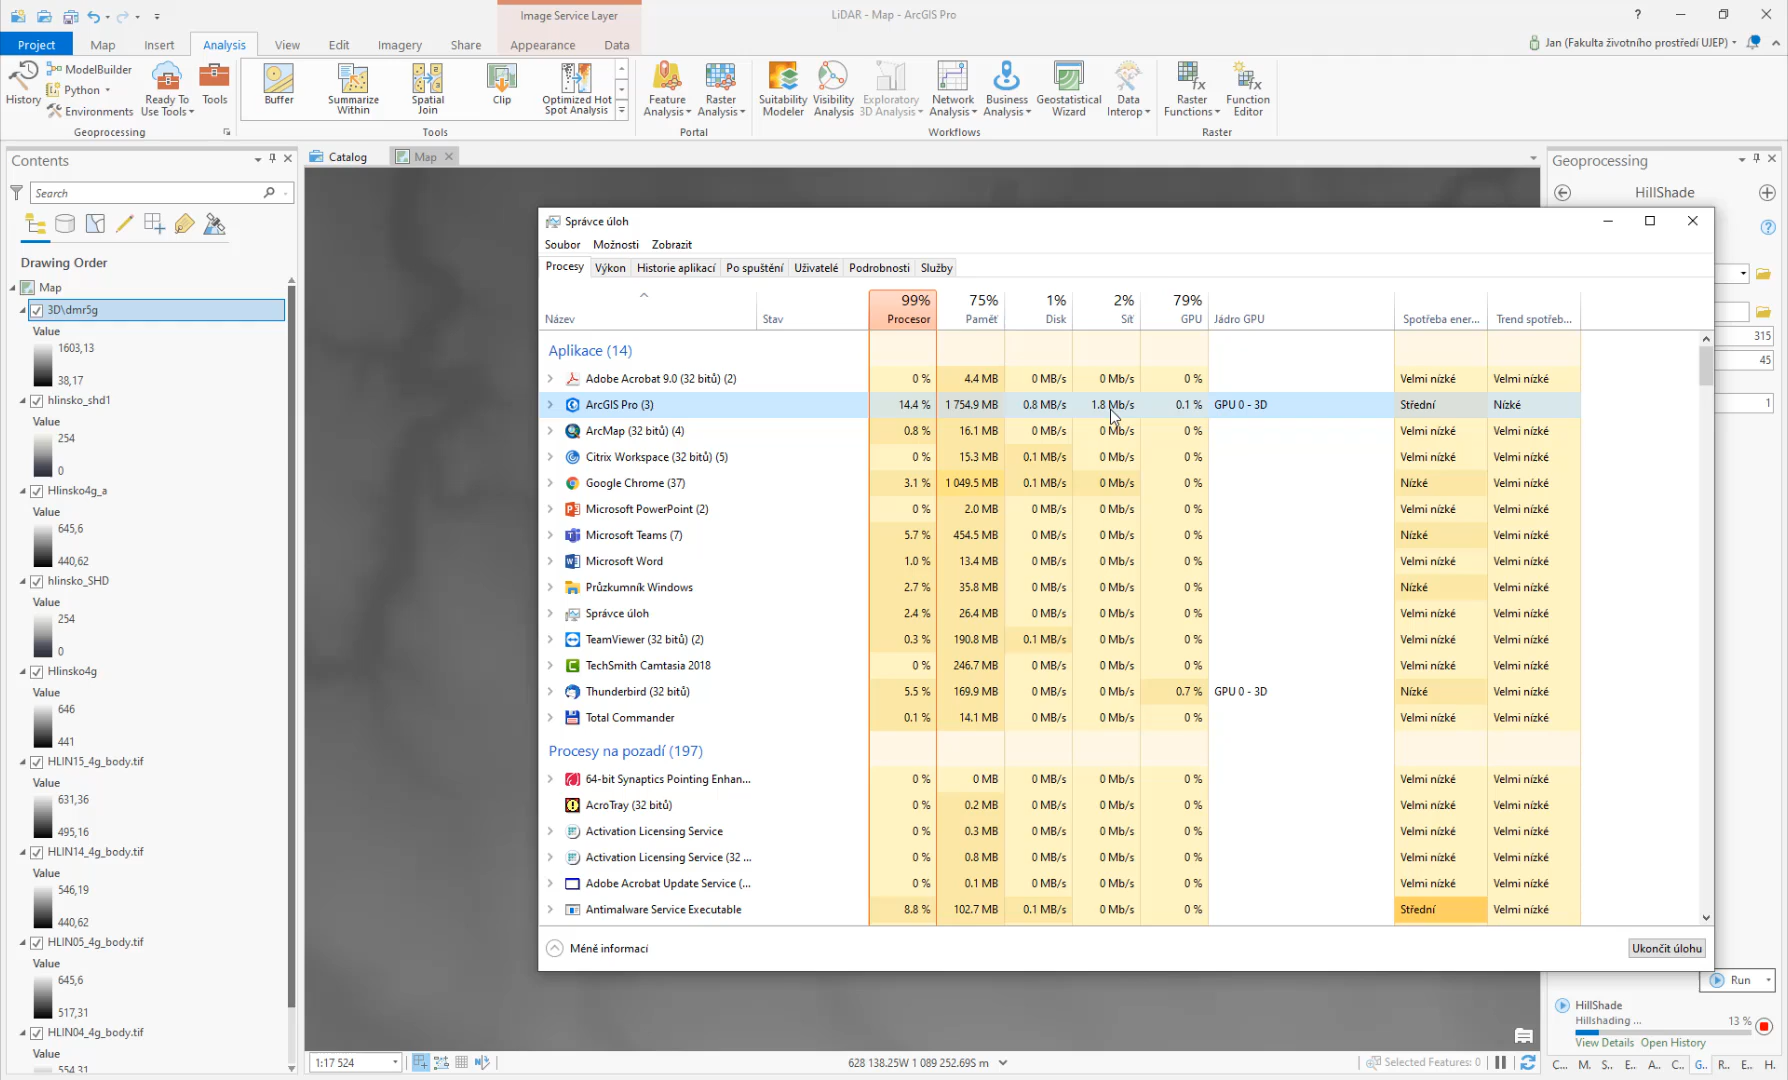 Image Service Layer
LiDAR - Map - ArcGIS Pro
?
Project
Map
Insert
Analysis
View
Edit
Imagery
Share
Appearance
Data
Jan (Fakulta životního prostředí UJEP)
History
ModelBuilder
Python
Environments
Ready To Use Tools
Tools
Geoprocessing
Buffer
Summarize Within
Spatial Join
Clip
Optimized Hot Spot Analysis
Tools
Feature Analysis
Raster Analysis
Portal
Suitability Modeler
Visibility Analysis
Exploratory 3D Analysis
Network Analysis
Business Analysis
Geostatistical Wizard
Data Interop
Workflows
Raster Functions
Function Editor
Raster
Contents
Search
Drawing Order
Map
3D\dmr5g
Value
1603,13
38,17
hlinsko_shd1
254
0
Hlinsko4g_a
Value
645,6
440,62
hlinsko_SHD
Value
254
0
Hlinsko4g
Value
646
441
HLIN15_4g_body.tif
Value
631,36
495,16
HLIN14_4g_body.tif
Value
546,19
440,62
HLIN05_4g_body.tif
Value
645,6
517,31
HLIN04_4g_body.tif
Value
554,31
Catalog
Map
Správce úloh
Soubor Možnosti Zobrazit
Procesy Výkon Historie aplikací Po spuštění Uživatelé Podrobnosti Služby
99% 75% 1% 2% 79%
Název Stav Procesor Paměť Disk Síť GPU Jádro GPU Spotřeba ener... Trend spotřeb...
Aplikace (14)
Adobe Acrobat 9.0 (32 bitů) (2) 0 % 4.4 MB 0 MB/s 0 Mb/s 0 % Velmi nízké Velmi nízké
ArcGIS Pro (3) 14.4 % 1 754.9 MB 0.8 MB/s 1.8 Mb/s 0.1 % GPU 0 - 3D Střední Nízké
ArcMap (32 bitů) (4) 0.8 % 16.1 MB 0 MB/s 0 Mb/s 0 % Velmi nízké Velmi nízké
Citrix Workspace (32 bitů) (5) 0 % 15.3 MB 0.1 MB/s 0 Mb/s 0 % Velmi nízké Velmi nízké
Google Chrome (37) 3.1 % 1 049.5 MB 0.1 MB/s 0 Mb/s 0 % Nízké Velmi nízké
Microsoft PowerPoint (2) 0 % 2.0 MB 0 MB/s 0 Mb/s 0 % Velmi nízké Velmi nízké
Microsoft Teams (7) 5.7 % 454.5 MB 0 MB/s 0 Mb/s 0 % Nízké Velmi nízké
Microsoft Word 1.0 % 13.4 MB 0 MB/s 0 Mb/s 0 % Velmi nízké Velmi nízké
Průzkumník Windows 2.7 % 35.8 MB 0 MB/s 0 Mb/s 0 % Nízké Velmi nízké
Správce úloh 2.4 % 26.4 MB 0 MB/s 0 Mb/s 0 % Velmi nízké Velmi nízké
TeamViewer (32 bitů) (2) 0.3 % 190.8 MB 0.1 MB/s 0 Mb/s 0 % Velmi nízké Velmi nízké
TechSmith Camtasia 2018 0 % 246.7 MB 0 MB/s 0 Mb/s 0 % Velmi nízké Velmi nízké
Thunderbird (32 bitů) 5.5 % 169.9 MB 0 MB/s 0 Mb/s 0.7 % GPU 0 - 3D Nízké Velmi nízké
Total Commander 0.1 % 14.1 MB 0 MB/s 0 Mb/s 0 % Velmi nízké Velmi nízké
Procesy na pozadí (197)
64-bit Synaptics Pointing Enhan... 0 % 0 MB 0 MB/s 0 Mb/s 0 % Velmi nízké Velmi nízké
AcroTray (32 bitů) 0 % 0.2 MB 0 MB/s 0 Mb/s 0 % Velmi nízké Velmi nízké
Activation Licensing Service 0 % 0.3 MB 0 MB/s 0 Mb/s 0 % Velmi nízké Velmi nízké
Activation Licensing Service (32 ... 0 % 0.8 MB 0 MB/s 0 Mb/s 0 % Velmi nízké Velmi nízké
Adobe Acrobat Update Service (... 0 % 0.1 MB 0 MB/s 0 Mb/s 0 % Velmi nízké Velmi nízké
Antimalware Service Executable 8.8 % 102.7 MB 0.1 MB/s 0 Mb/s 0 % Střední Velmi nízké
Méně informací
Ukončit úlohu
Geoprocessing
HillShade
315
45
1
Run
HillShade
Hillshading ... 13 %
View Details Open History
C... M. S.. E.. A.. C.. G.. R.. E.. H.
1:17 524
628 138.25W 1 089 252.69S m
Selected Features: 0